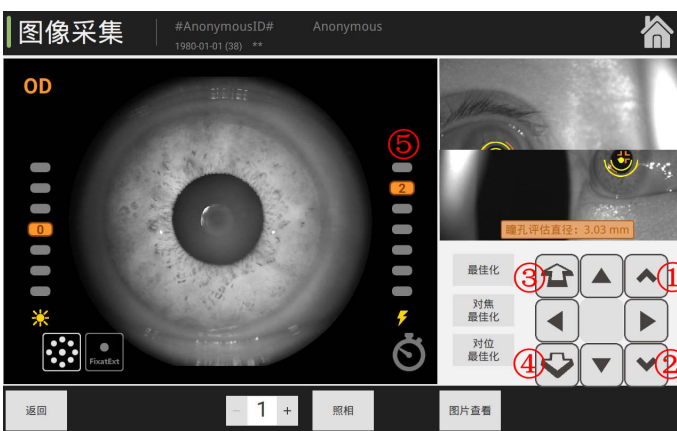 图像采集
#AnonymousID# Anonymous
1980-01-01 (38) **
OD
⑤
2
0
瞳孔评估直径: 3.03 mm
最佳化
③
①
对焦
最佳化
对位
最佳化
④
②
FixatExt
返回
- 1 +
照相
图片查看